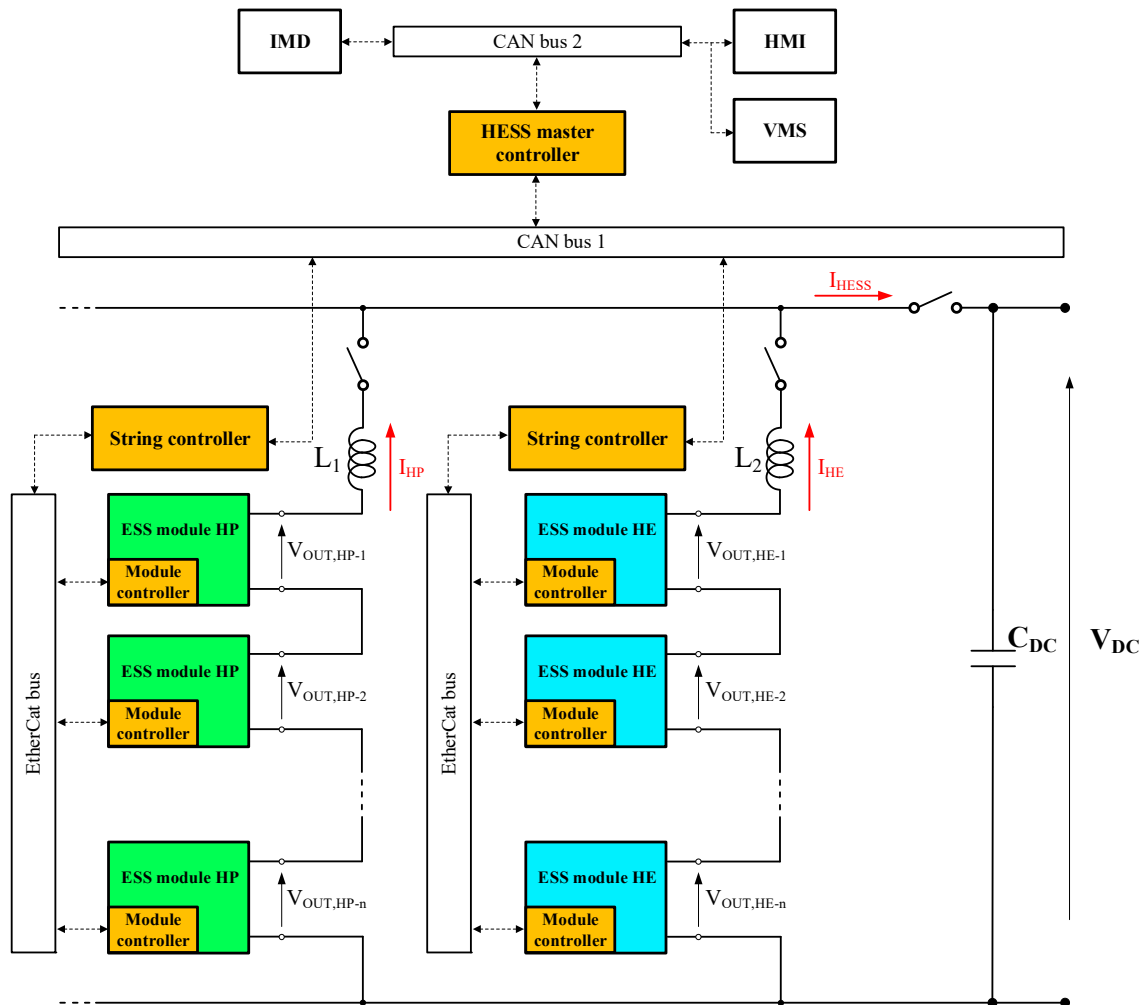 IMD
CAN bus 2
HMI
HESS master
controller
VMS
CAN bus 1
I_HESS
String controller
L_1
I_HP
String controller
L_2
I_HE
EtherCat bus
ESS module HP
Module
controller
V_OUT,HP-1
ESS module HP
Module
controller
V_OUT,HP-2
ESS module HP
Module
controller
V_OUT,HP-n
EtherCat bus
ESS module HE
Module
controller
V_OUT,HE-1
ESS module HE
Module
controller
V_OUT,HE-2
ESS module HE
Module
controller
V_OUT,HE-n
C_DC
V_DC